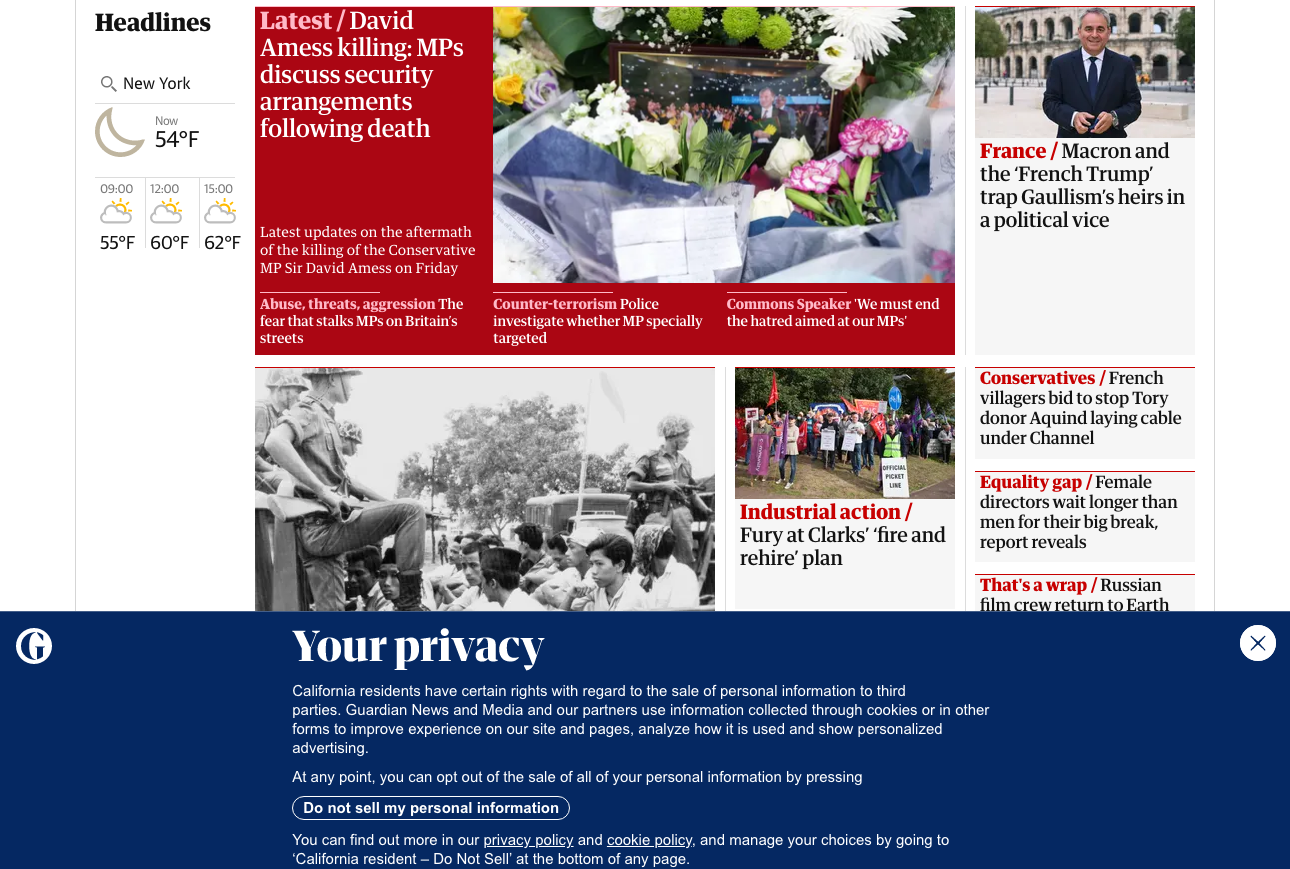 Headlines
New York
Now
54°F
09:00
12:00
15:00
55°F
60°F
62°F
Latest / David
Amess killing: MPs
discuss security
arrangements
following death
Latest updates on the aftermath
of the killing of the Conservative
MP Sir David Amess on Friday
Abuse, threats, aggression The
fear that stalks MPs on Britain’s
streets
Counter-terrorism Police
investigate whether MP specially
targeted
Commons Speaker 'We must end
the hatred aimed at our MPs'
France / Macron and
the ‘French Trump’
trap Gaullism’s heirs in
a political vice
OFFICIAL
PICKET
LINE
Industrial action /
Fury at Clarks’ ‘fire and
rehire’ plan
Conservatives / French
villagers bid to stop Tory
donor Aquind laying cable
under Channel
Equality gap / Female
directors wait longer than
men for their big break,
report reveals
That's a wrap / Russian
film crew return to Earth
Your privacy
California residents have certain rights with regard to the sale of personal information to third
parties. Guardian News and Media and our partners use information collected through cookies or in other
forms to improve experience on our site and pages, analyze how it is used and show personalized
advertising.
At any point, you can opt out of the sale of all of your personal information by pressing
Do not sell my personal information
You can find out more in our privacy policy and cookie policy, and manage your choices by going to
‘California resident – Do Not Sell’ at the bottom of any page.